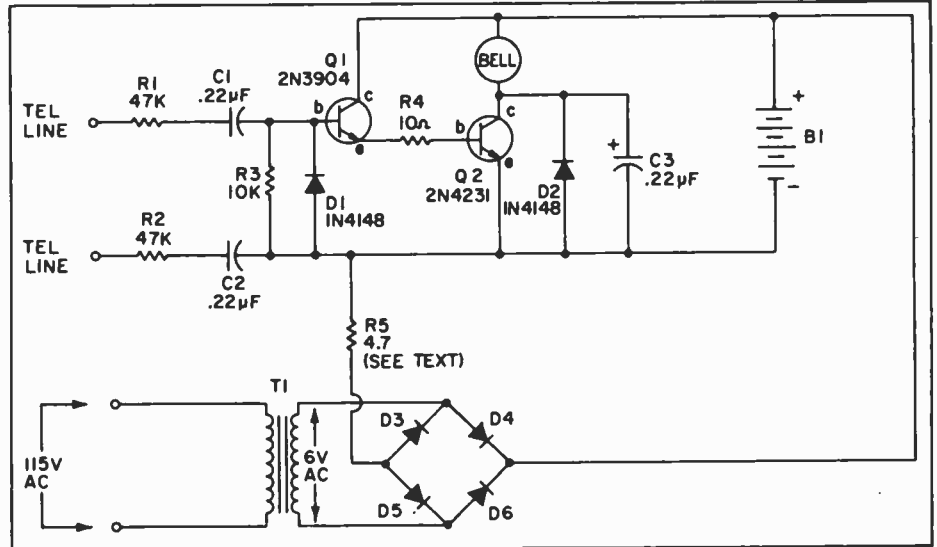 Q1
2N3904
BELL
R1
47K
C1
.22µF
b
c
e
R4
10Ω
b
c
e
TEL
LINE
+
B1
-
R3
10K
D1
1N4148
Q2
2N4231
D2
1N4148
+
C3
.22µF
TEL
LINE
R2
47K
C2
.22µF
R5
4.7
(SEE TEXT)
T1
115V
AC
6V
AC
D3
D4
D5
D6